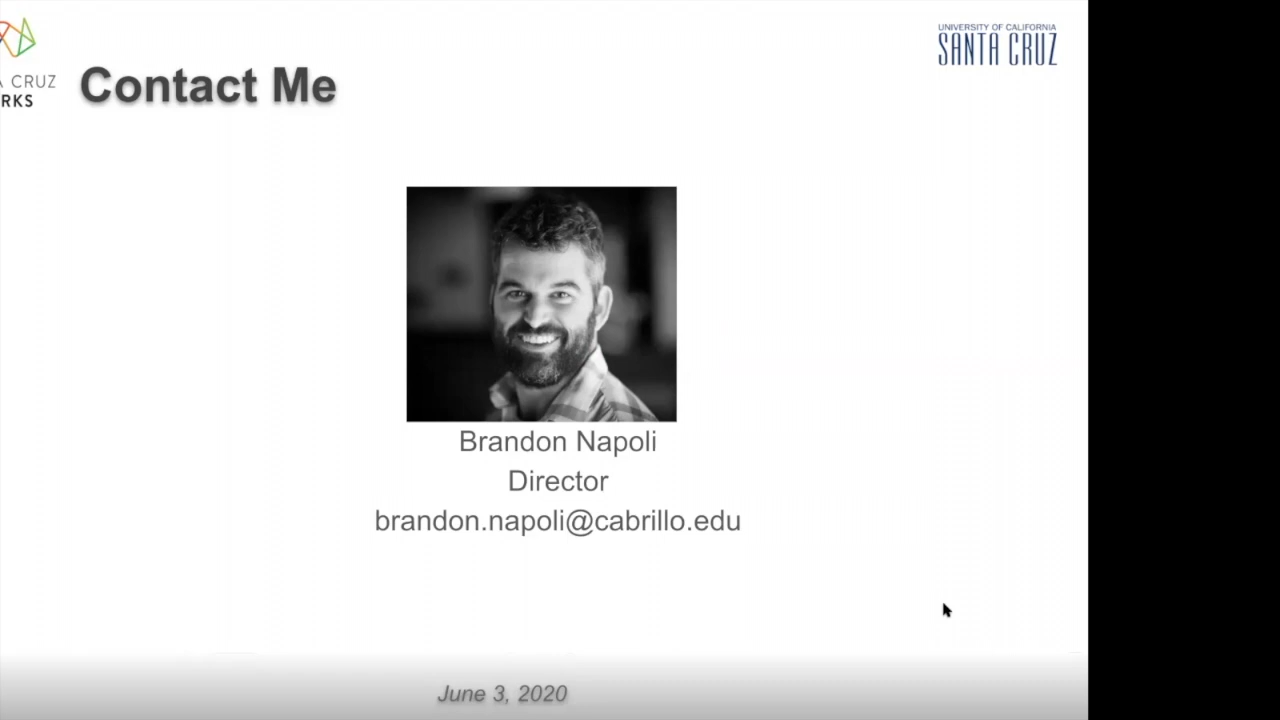 UNIVERSITY OF CALIFORNIA
SANTA CRUZ
CRUZ
RKS
Contact Me
Brandon Napoli
Director
brandon.napoli@cabrillo.edu
June 3, 2020